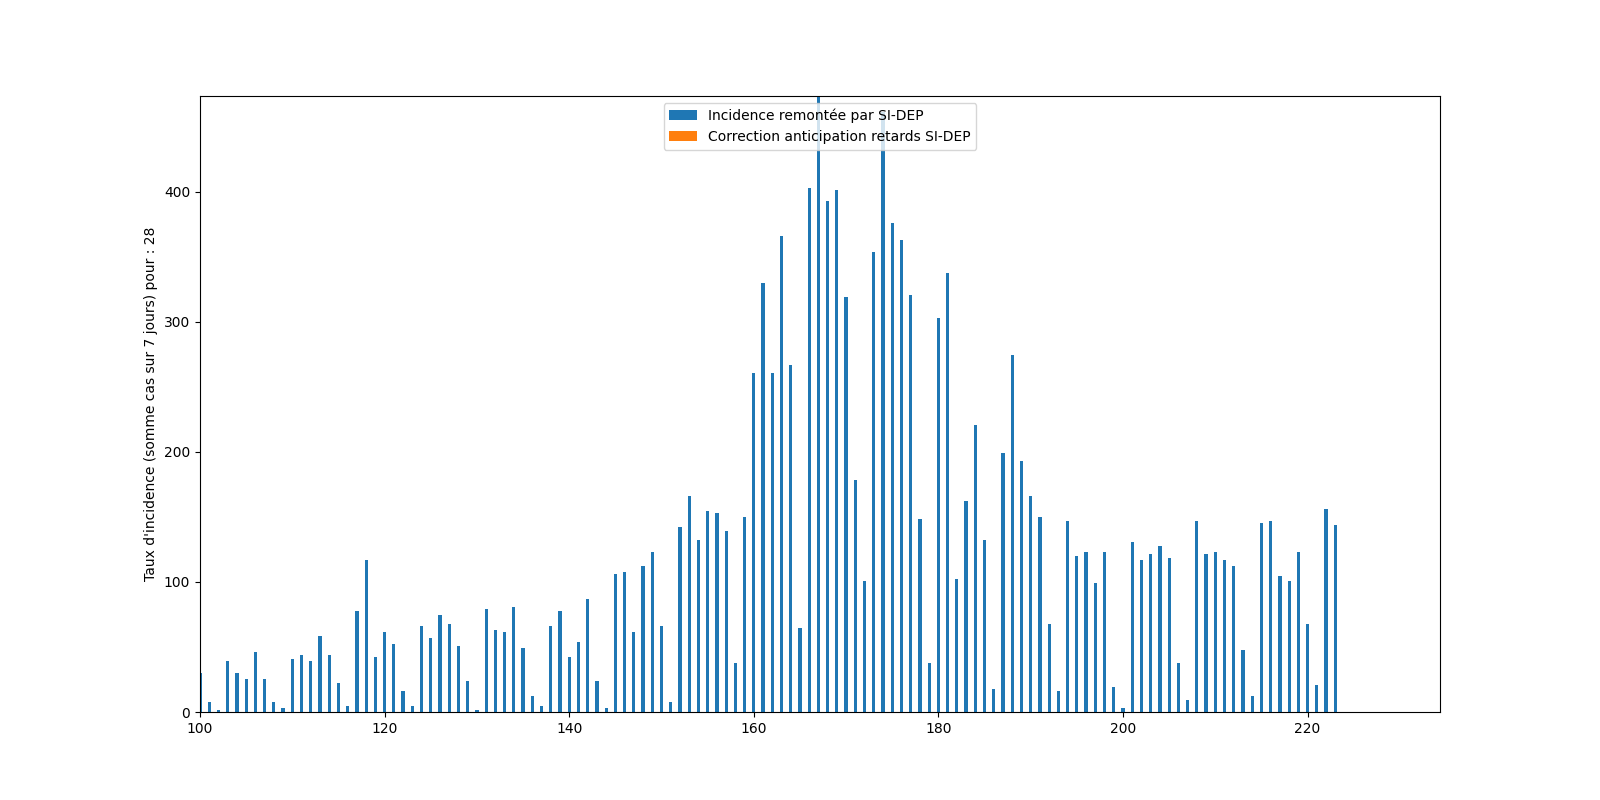 Incidence remontée par SI-DEP
Correction anticipation retards SI-DEP
Taux d'incidence (somme cas sur 7 jours) pour : 28
400
300
200
100
0
100 120 140 160 180 200 220